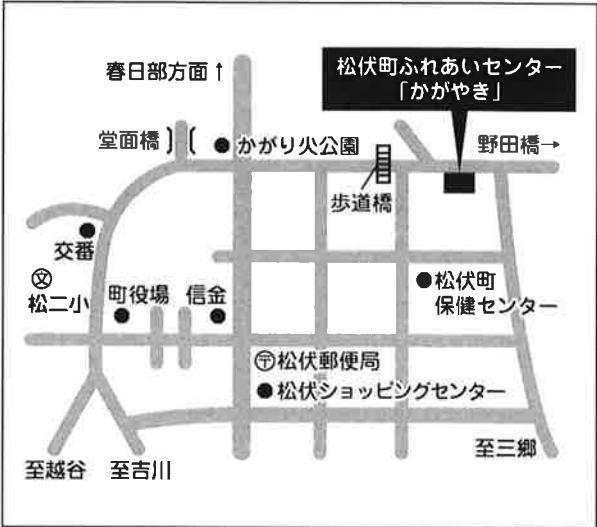 春日部方面↑
松伏町ふれあいセンター
「かがやき」
堂面橋
かがり火公園
野田橋→
歩道橋
交番
文
松二小
町役場
信金
松伏町
保健センター
〒松伏郵便局
松伏ショッピングセンター
至三郷
至越谷
至吉川